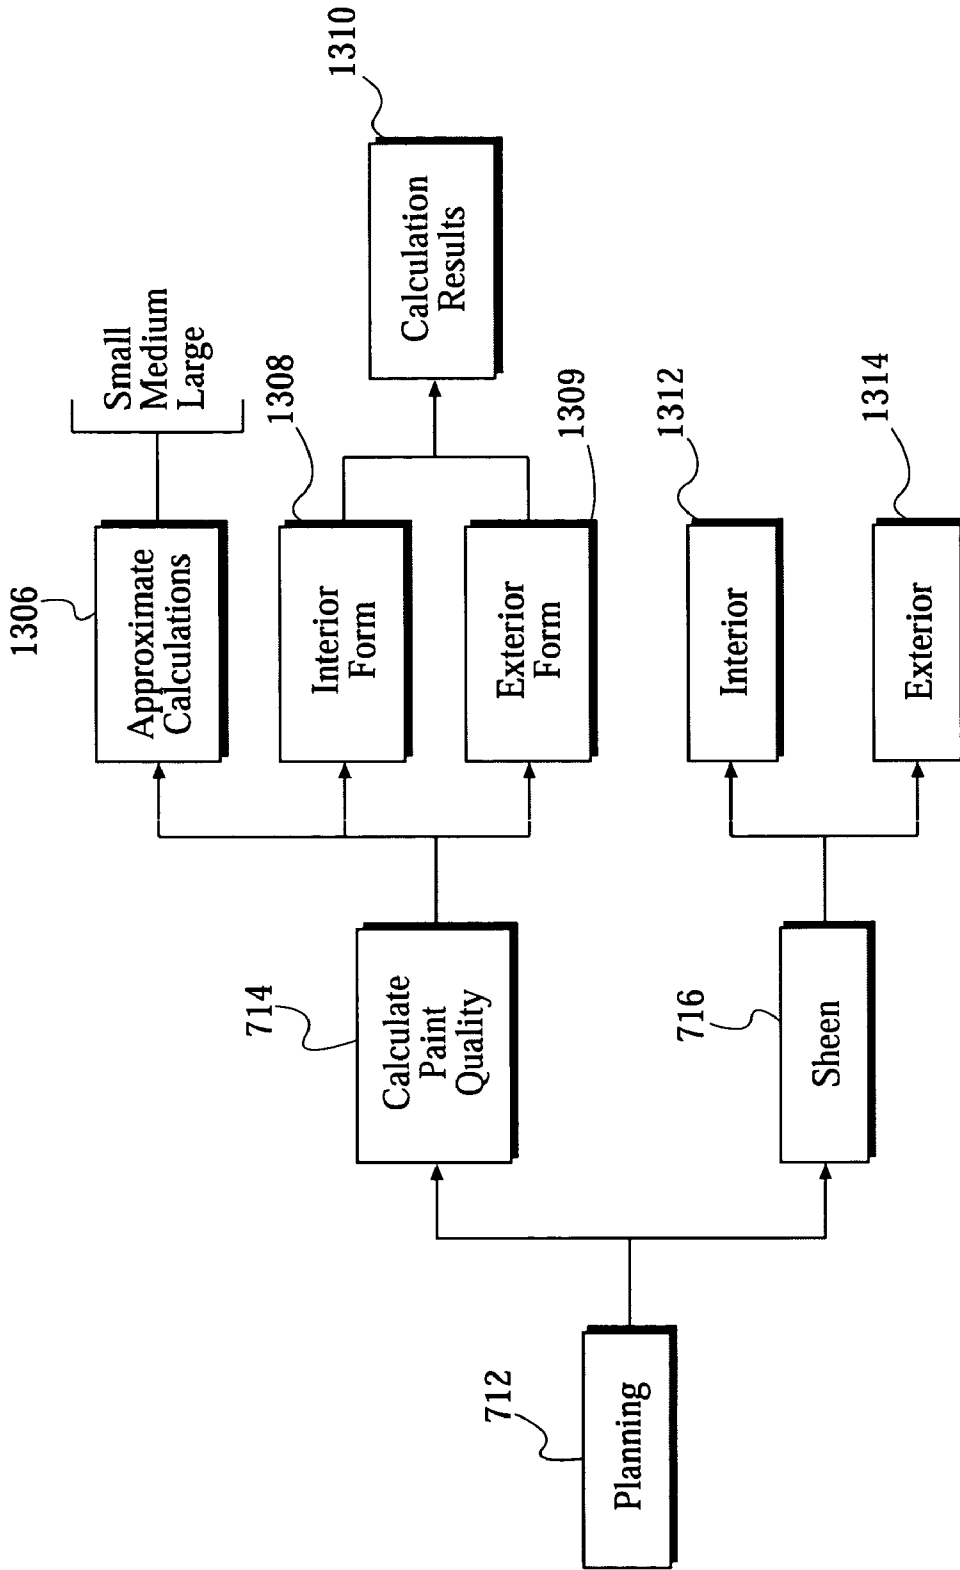 712
Planning
714
Calculate
Paint
Quality
716
Sheen
1306
Approximate
Calculations
Small
Medium
Large
1308
Interior
Form
1309
Exterior
Form
1310
Calculation
Results
1312
Interior
1314
Exterior